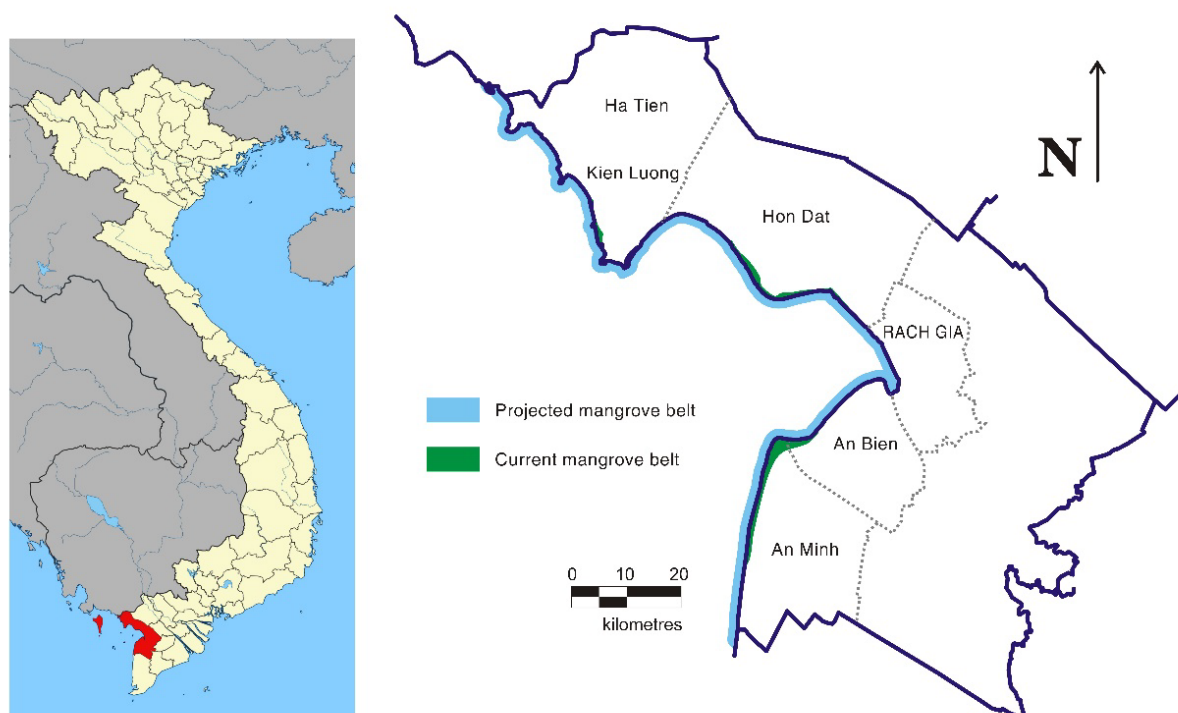 Ha Tien
N
Kien Luong
Hon Dat
RACH GIA
Projected mangrove belt
Current mangrove belt
An Bien
An Minh
0 10 20
kilometres